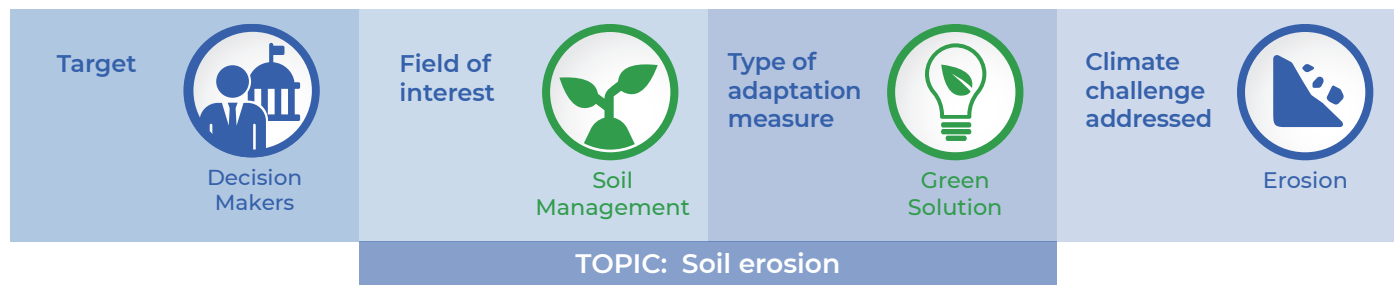 Target
Decision
Makers
Field of
interest
Soil
Management
Type of
adaptation
measure
Green
Solution
Climate
challenge
addressed
Erosion
TOPIC: Soil erosion